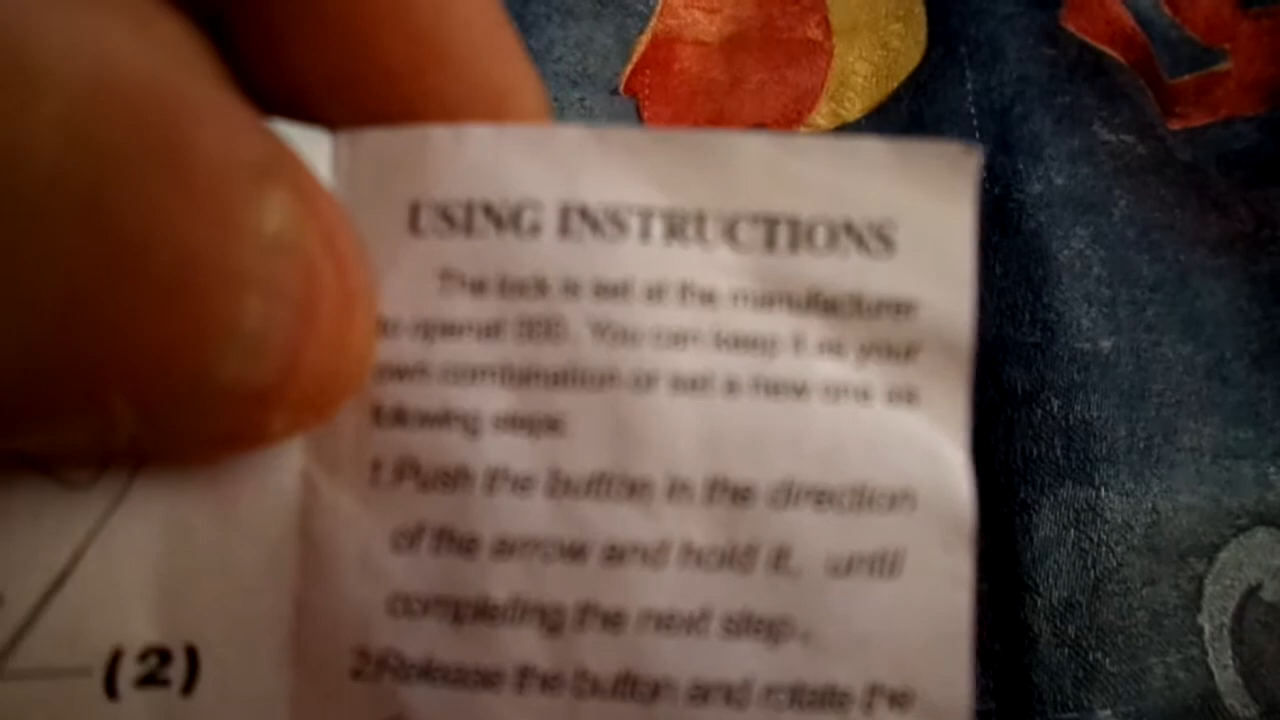 USING INSTRUCTIONS
The lock is set at the manufacturer
to openat 000. You can keep it as your
own combination or set a new one as
following steps:
1.Push the button in the direction
of the arrow and hold it, until
completing the next step.
2.Release the button and rotate the
(2)